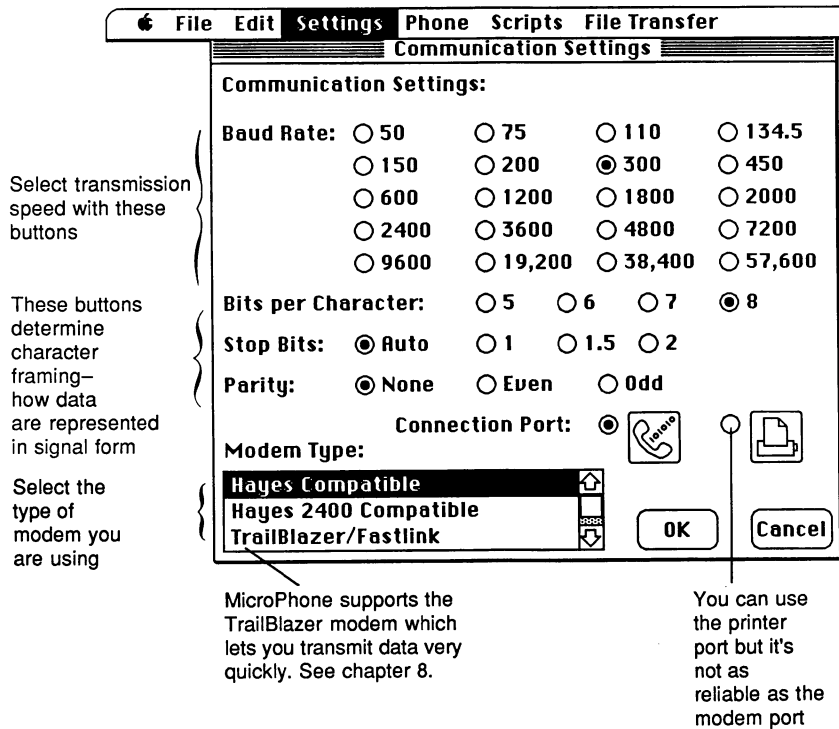 File Edit Settings Phone Scripts File Transfer
Communication Settings
Communication Settings:
Baud Rate: 50 75 110 134.5
150 200 300 450
600 1200 1800 2000
2400 3600 4800 7200
9600 19,200 38,400 57,600
Select transmission
speed with these
buttons
Bits per Character: 5 6 7 8
Stop Bits: Auto 1 1.5 2
Parity: None Even Odd
These buttons
determine
character
framing–
how data
are represented
in signal form
Connection Port:
Modem Type:
Hayes Compatible
Hayes 2400 Compatible
TrailBlazer/Fastlink
OK Cancel
Select the
type of
modem you
are using
MicroPhone supports the
TrailBlazer modem which
lets you transmit data very
quickly. See chapter 8.
You can use
the printer
port but it's
not as
reliable as the
modem port